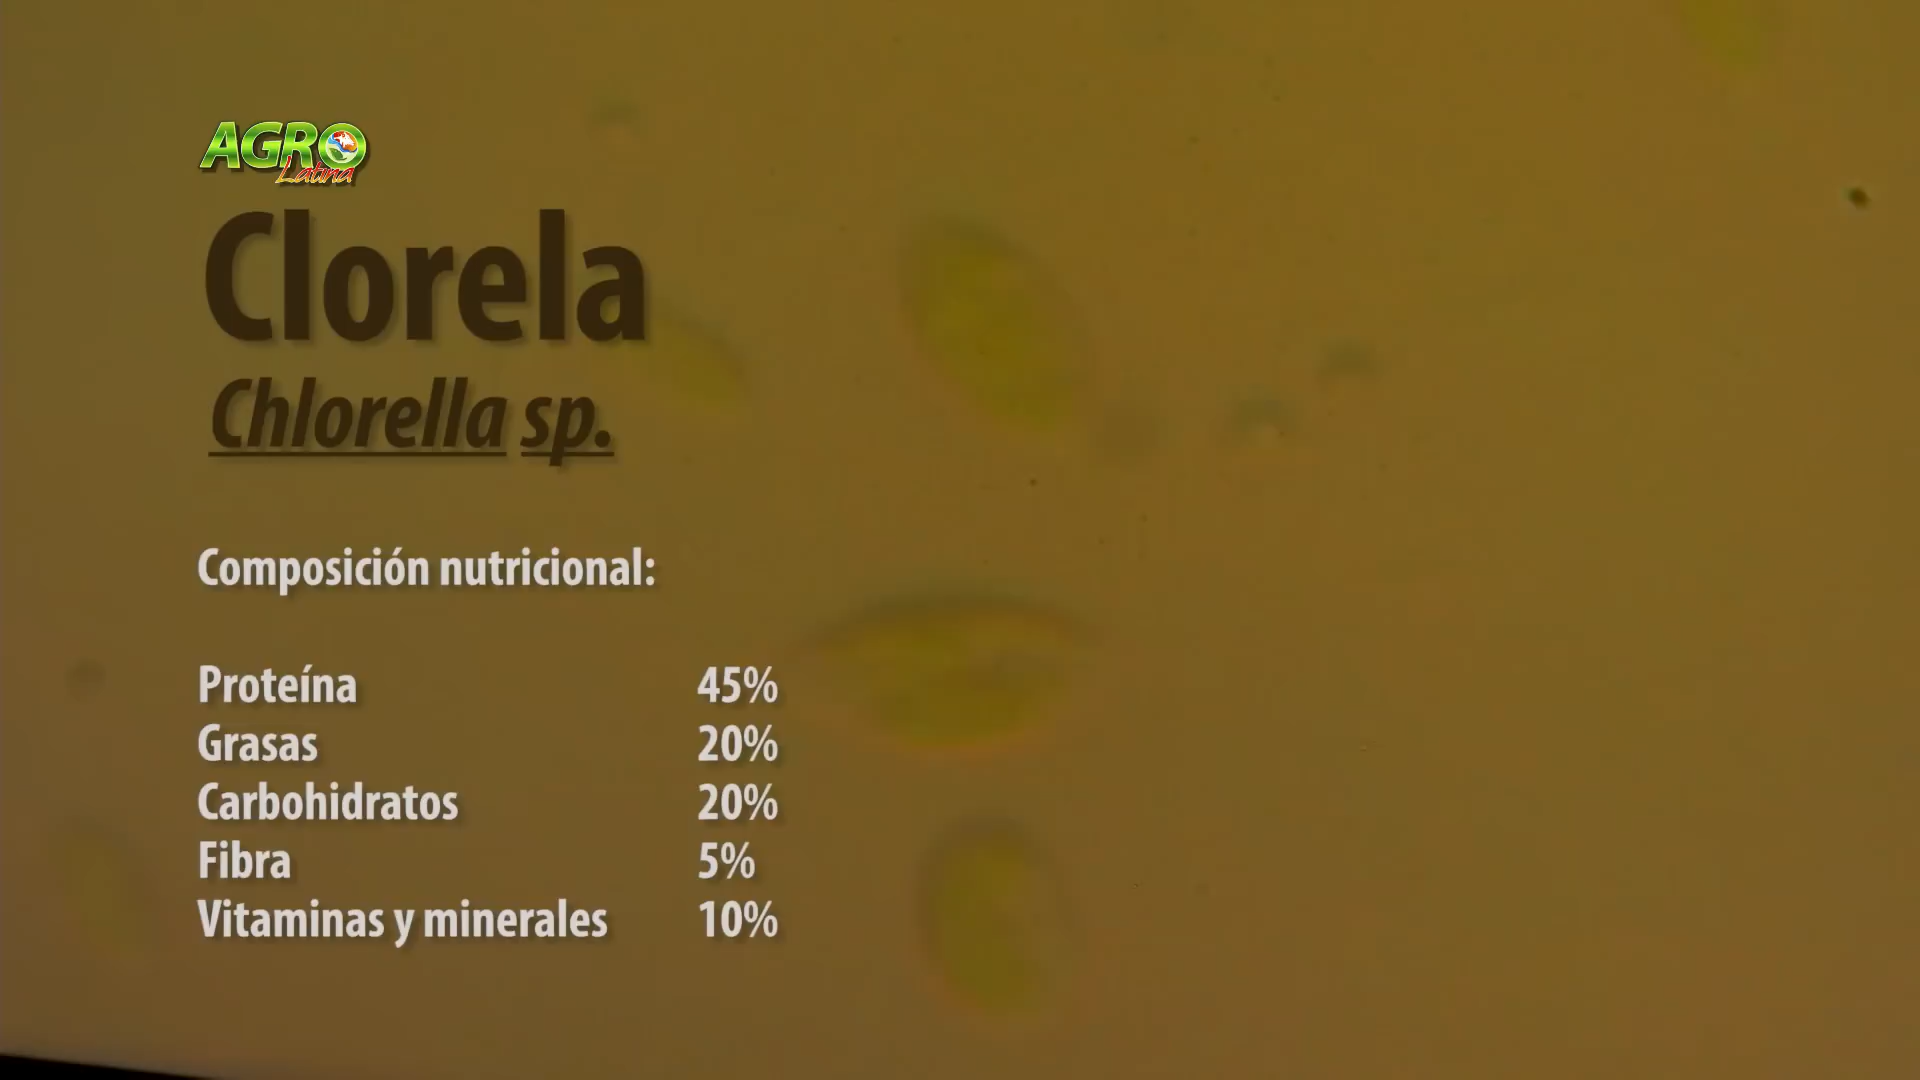 AGRO
Latina
Clorela
Chlorella sp.
Composición nutricional:
Proteína 45%
Grasas 20%
Carbohidratos 20%
Fibra 5%
Vitaminas y minerales 10%